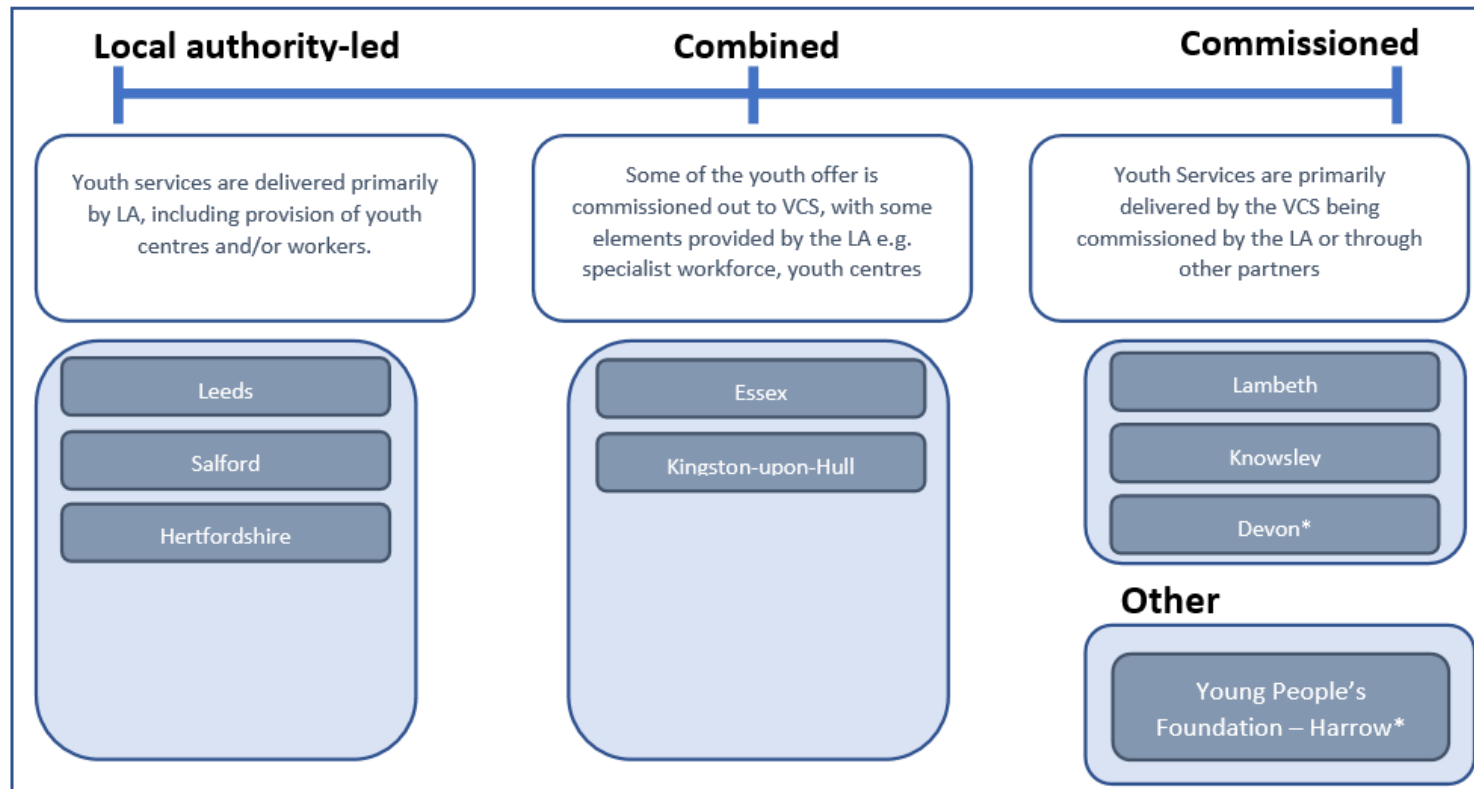 Local authority-led
Combined
Commissioned
Youth services are delivered primarily
by LA, including provision of youth
centres and/or workers.
Some of the youth offer is
commissioned out to VCS, with some
elements provided by the LA e.g.
specialist workforce, youth centres
Youth Services are primarily
delivered by the VCS being
commissioned by the LA or through
other partners
Leeds
Salford
Hertfordshire
Essex
Kingston-upon-Hull
Lambeth
Knowsley
Devon*
Other
Young People’s
Foundation – Harrow*